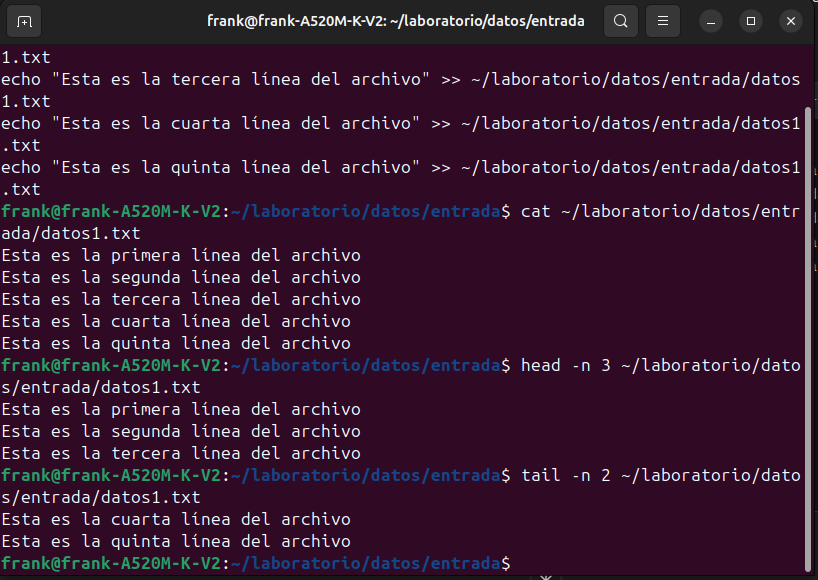 frank@frank-A520M-K-V2: ~/laboratorio/datos/entrada
1.txt
echo "Esta es la tercera línea del archivo" >> ~/laboratorio/datos/entrada/datos
1.txt
echo "Esta es la cuarta línea del archivo" >> ~/laboratorio/datos/entrada/datos1
.txt
echo "Esta es la quinta línea del archivo" >> ~/laboratorio/datos/entrada/datos1
.txt
frank@frank-A520M-K-V2:~/laboratorio/datos/entrada$ cat ~/laboratorio/datos/entr
ada/datos1.txt
Esta es la primera línea del archivo
Esta es la segunda línea del archivo
Esta es la tercera línea del archivo
Esta es la cuarta línea del archivo
Esta es la quinta línea del archivo
frank@frank-A520M-K-V2:~/laboratorio/datos/entrada$ head -n 3 ~/laboratorio/dato
s/entrada/datos1.txt
Esta es la primera línea del archivo
Esta es la segunda línea del archivo
Esta es la tercera línea del archivo
frank@frank-A520M-K-V2:~/laboratorio/datos/entrada$ tail -n 2 ~/laboratorio/dato
s/entrada/datos1.txt
Esta es la cuarta línea del archivo
Esta es la quinta línea del archivo
frank@frank-A520M-K-V2:~/laboratorio/datos/entrada$